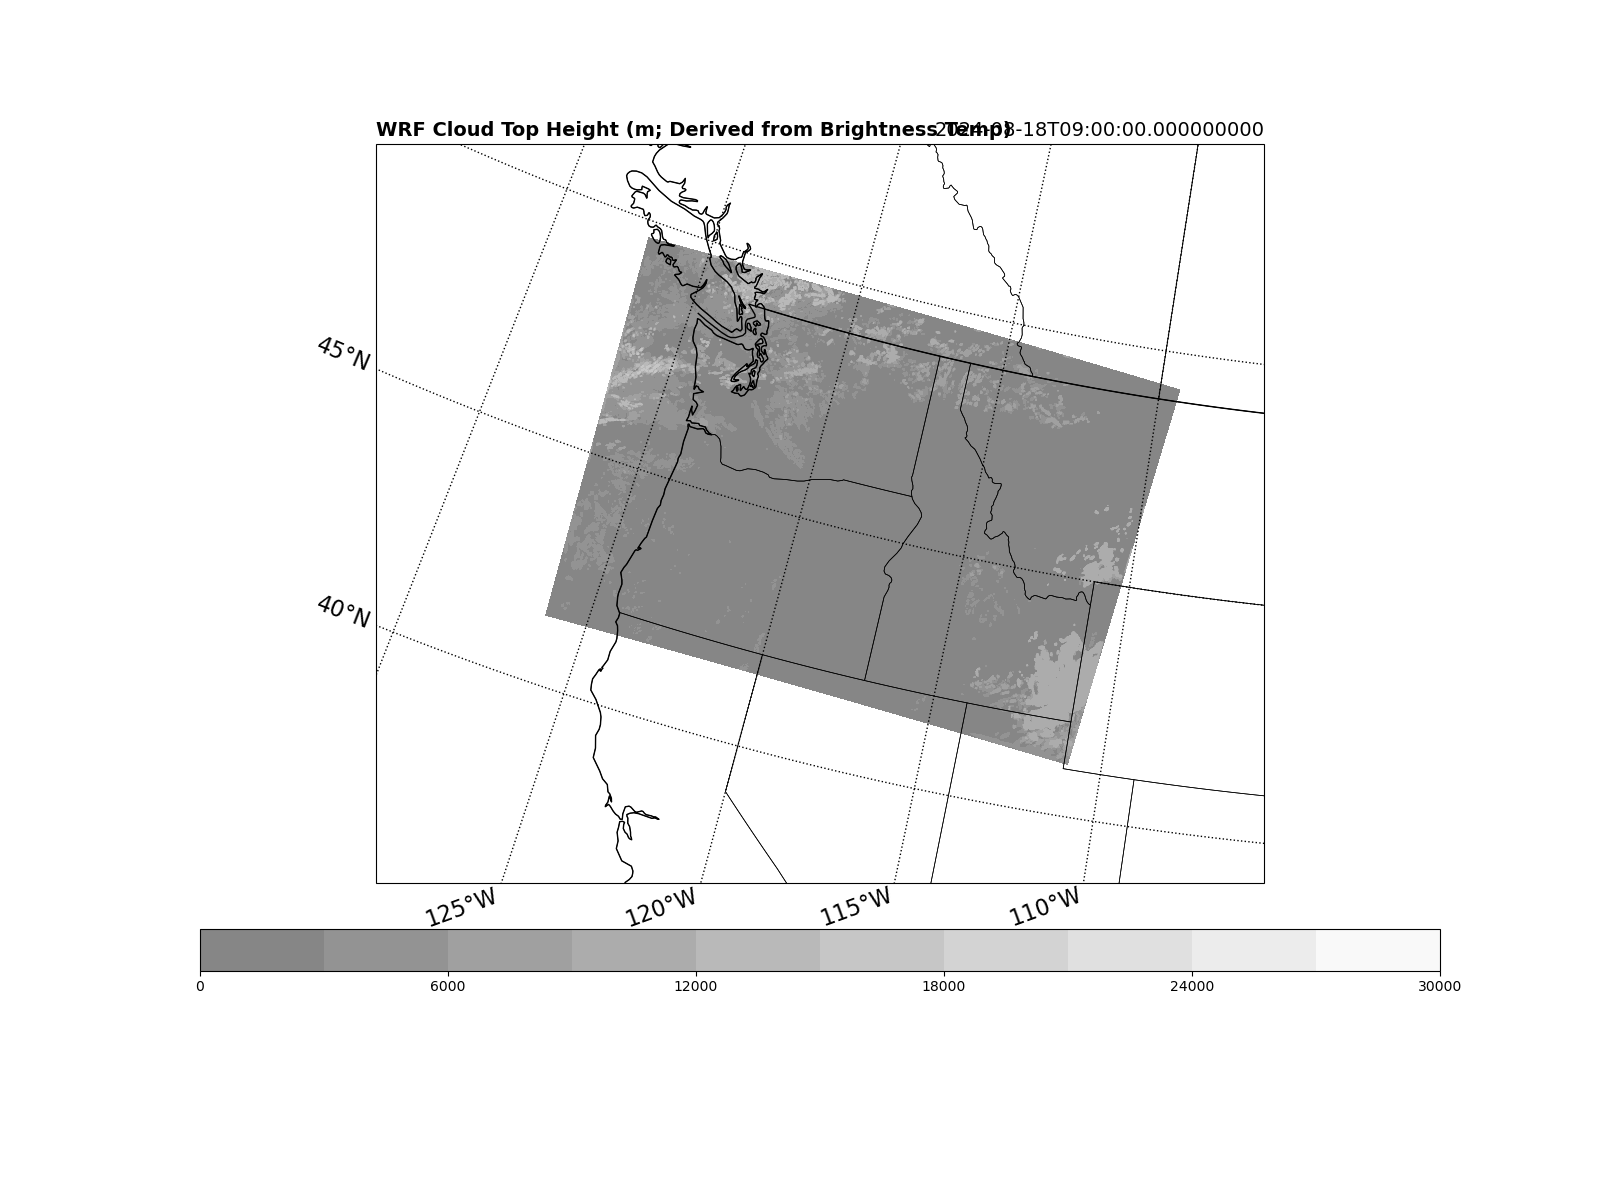 WRF Cloud Top Height (m; Derived from Brightness Temp) 2024-08-18T09:00:00.000000000
45°N
40°N
125°W 120°W 115°W 110°W
0 6000 12000 18000 24000 30000